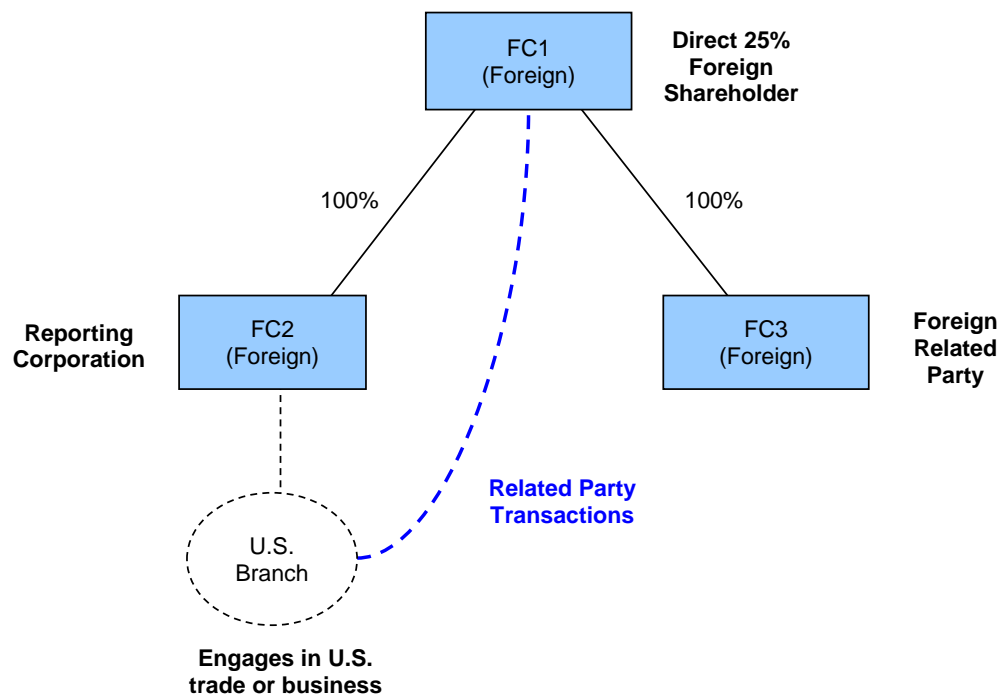 FC1
(Foreign)
Direct 25%
Foreign
Shareholder
100%
100%
Reporting
Corporation
FC2
(Foreign)
FC3
(Foreign)
Foreign
Related
Party
Related Party
Transactions
U.S.
Branch
Engages in U.S.
trade or business